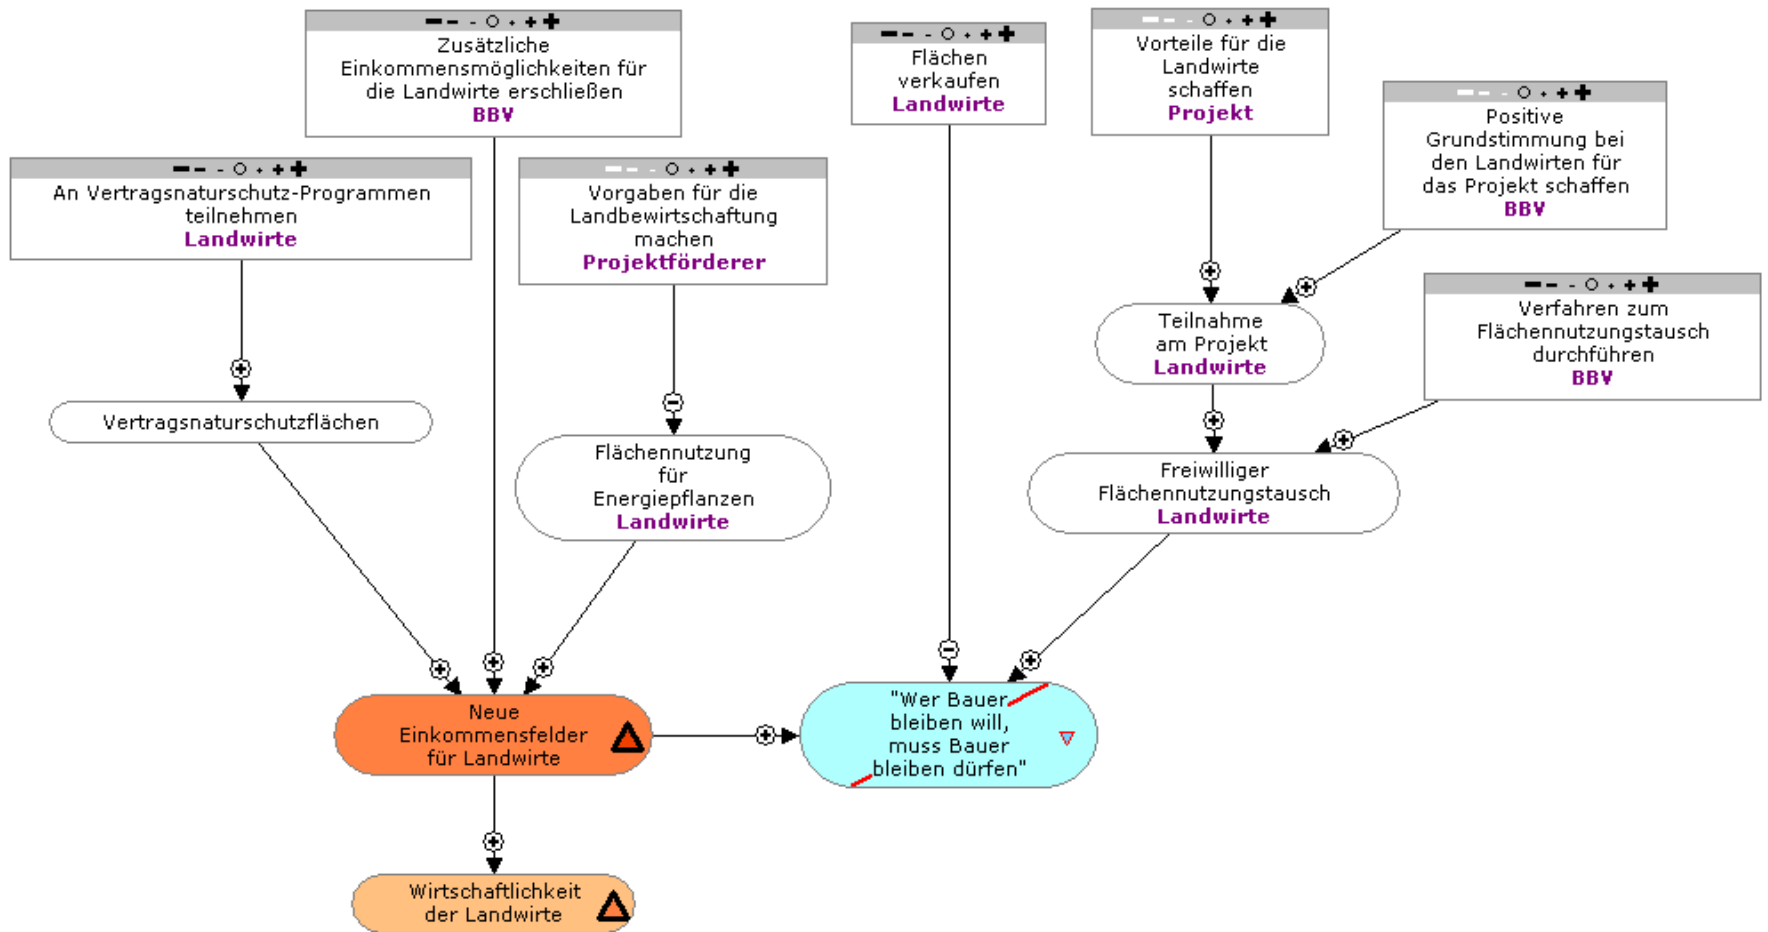 Zusätzliche
Einkommensmöglichkeiten für
die Landwirte erschließen
BBV
Flächen
verkaufen
Landwirte
Vorteile für die
Landwirte
schaffen
Projekt
Positive
Grundstimmung bei
den Landwirten für
das Projekt schaffen
BBV
An Vertragsnaturschutz-Programmen
teilnehmen
Landwirte
Vorgaben für die
Landbewirtschaftung
machen
Projektförderer
Verfahren zum
Flächennutzungstausch
durchführen
BBV
Teilnahme
am Projekt
Landwirte
Vertragsnaturschutzflächen
Flächennutzung
für
Energiepflanzen
Landwirte
Freiwilliger
Flächennutzungstausch
Landwirte
Neue
Einkommensfelder
für Landwirte
"Wer Bauer
bleiben will,
muss Bauer
bleiben dürfen"
Wirtschaftlichkeit
der Landwirte